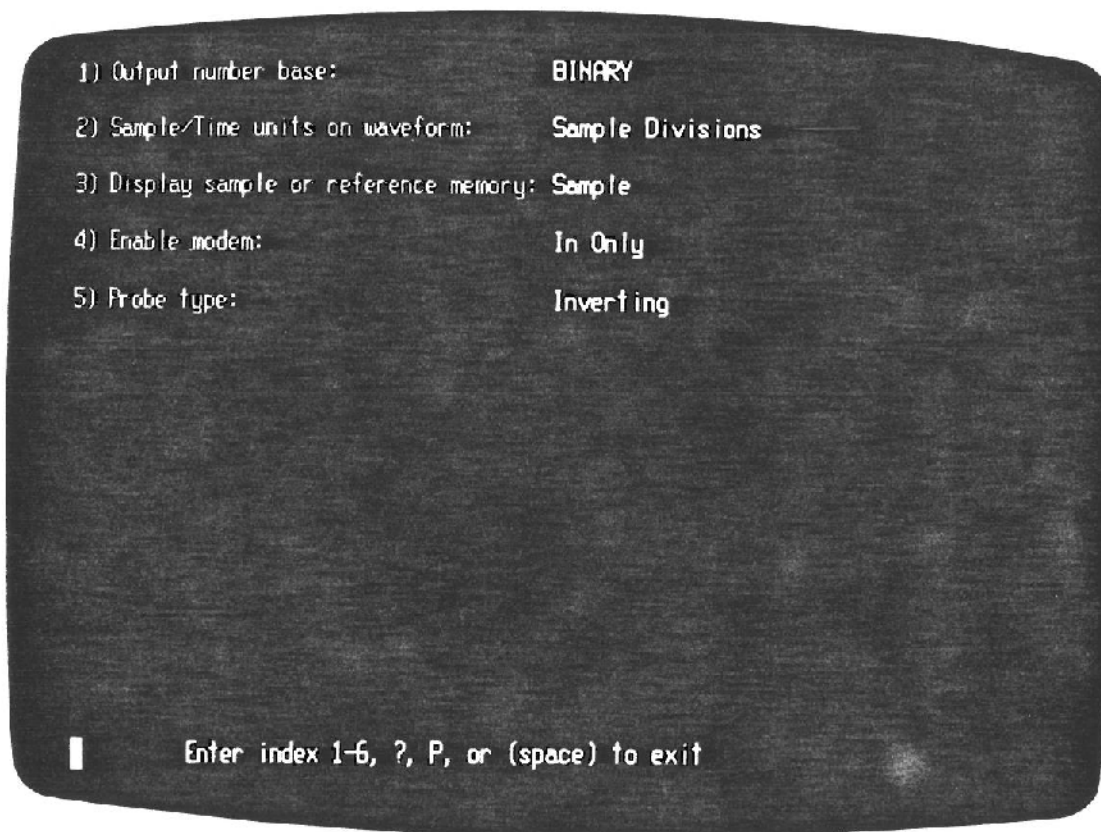 1) Output number base: BINARY
2) Sample/Time units on waveform: Sample Divisions
3) Display sample or reference memory: Sample
4) Enable modem: In Only
5) Probe type: Inverting
Enter index 1-6, ?, P, or (space) to exit